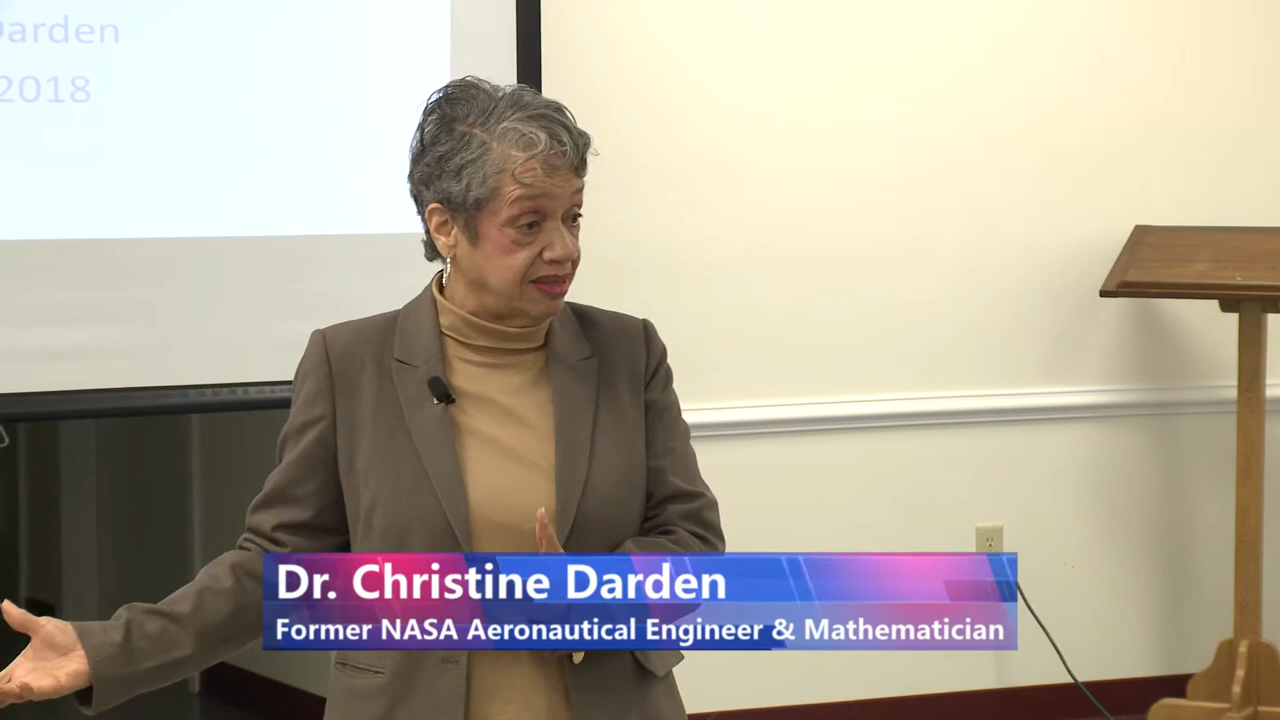 Darden
2018
Dr. Christine Darden
Former NASA Aeronautical Engineer & Mathematician